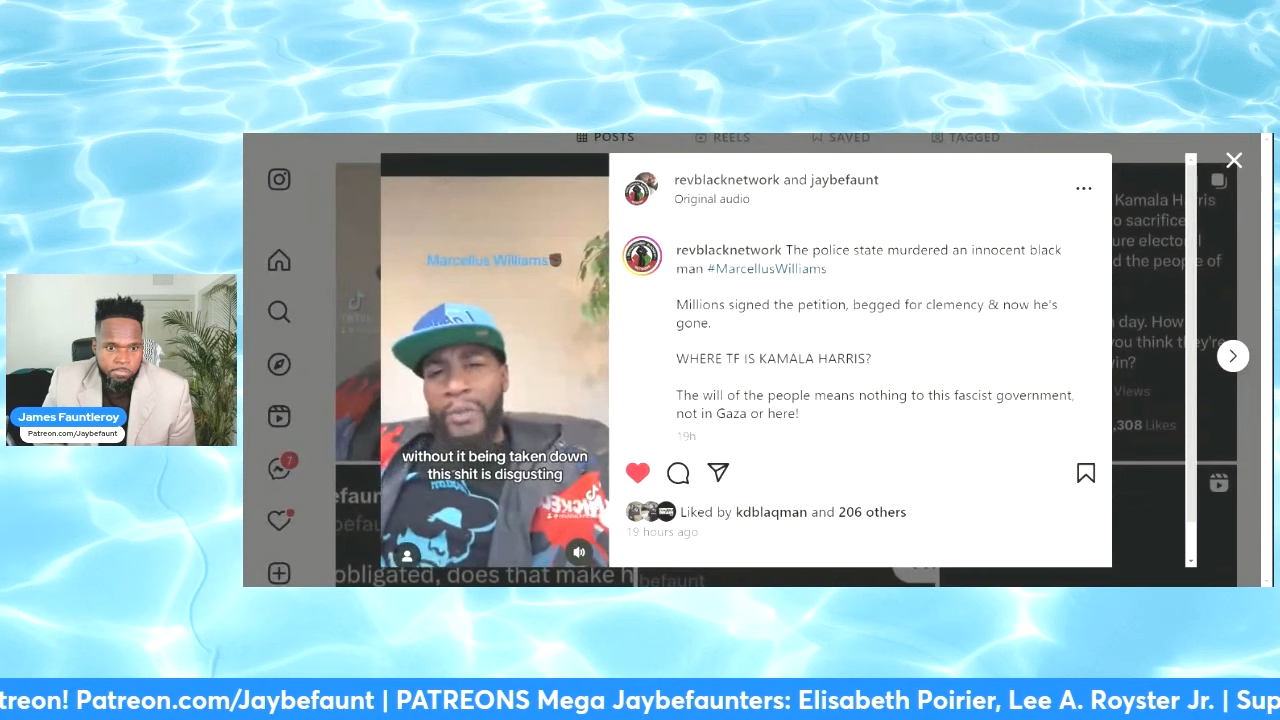 POSTS
REELS
SAVED
TAGGED
Marcellus Williams
without it being taken down
this shit is disgusting
revblacknetwork and jaybefaunt
Original audio
revblacknetwork The police state murdered an innocent black
man #MarcellusWilliams
Millions signed the petition, begged for clemency & now he's
gone.
WHERE TF IS KAMALA HARRIS?
The will of the people means nothing to this fascist government,
not in Gaza or here!
19h
Liked by kdblaqman and 206 others
19 hours ago
7
Kamala Harris
o sacrifice
ure electoral
d the people of
day. How
you think they're
win?
Views
,308 Likes
obligated, does that make h
befaunt
James Fauntleroy
Patreon.com/Jaybefaunt
treon! Patreon.com/Jaybefaunt | PATREONS Mega Jaybefaunters: Elisabeth Poirier, Lee A. Royster Jr. | Sup